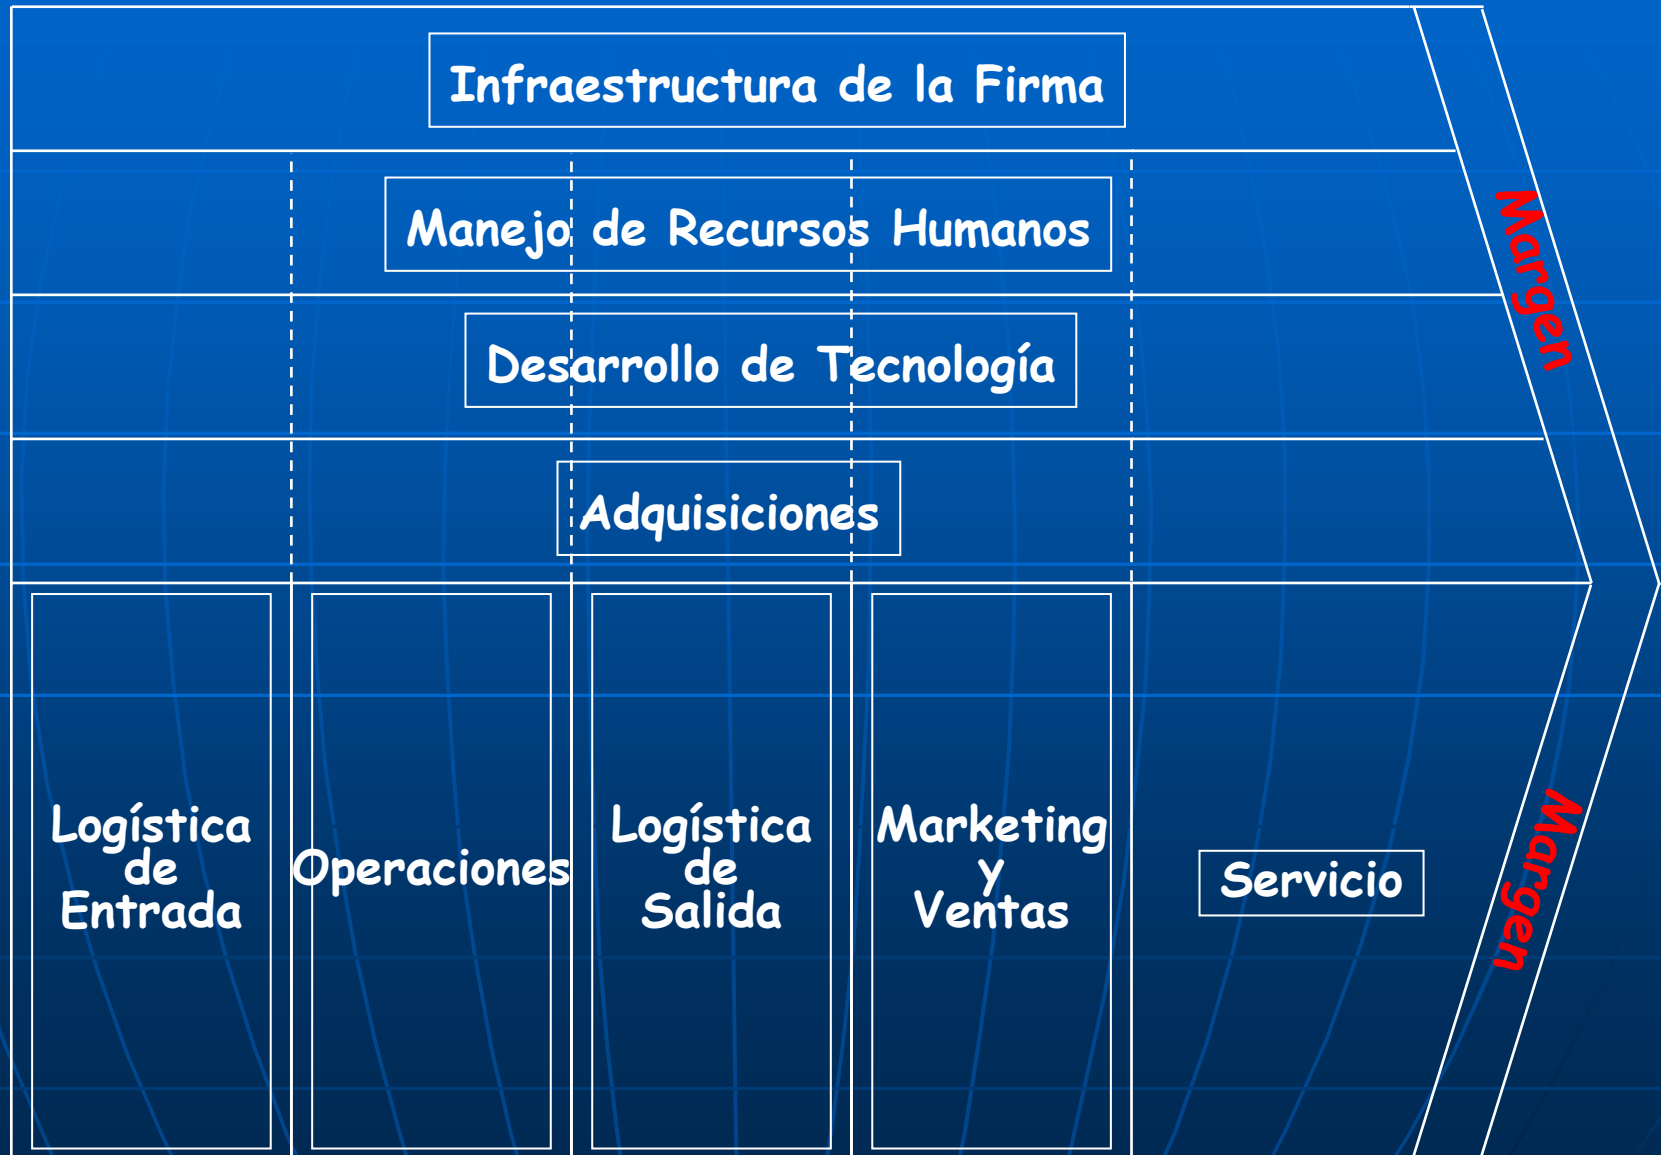 Infraestructura de la Firma
Manejo de Recursos Humanos
Margen
Desarrollo de Tecnología
Adquisiciones
Logística
de
Entrada
Operaciones
Logística
de
Salida
Marketing
y
Ventas
Servicio
Margen